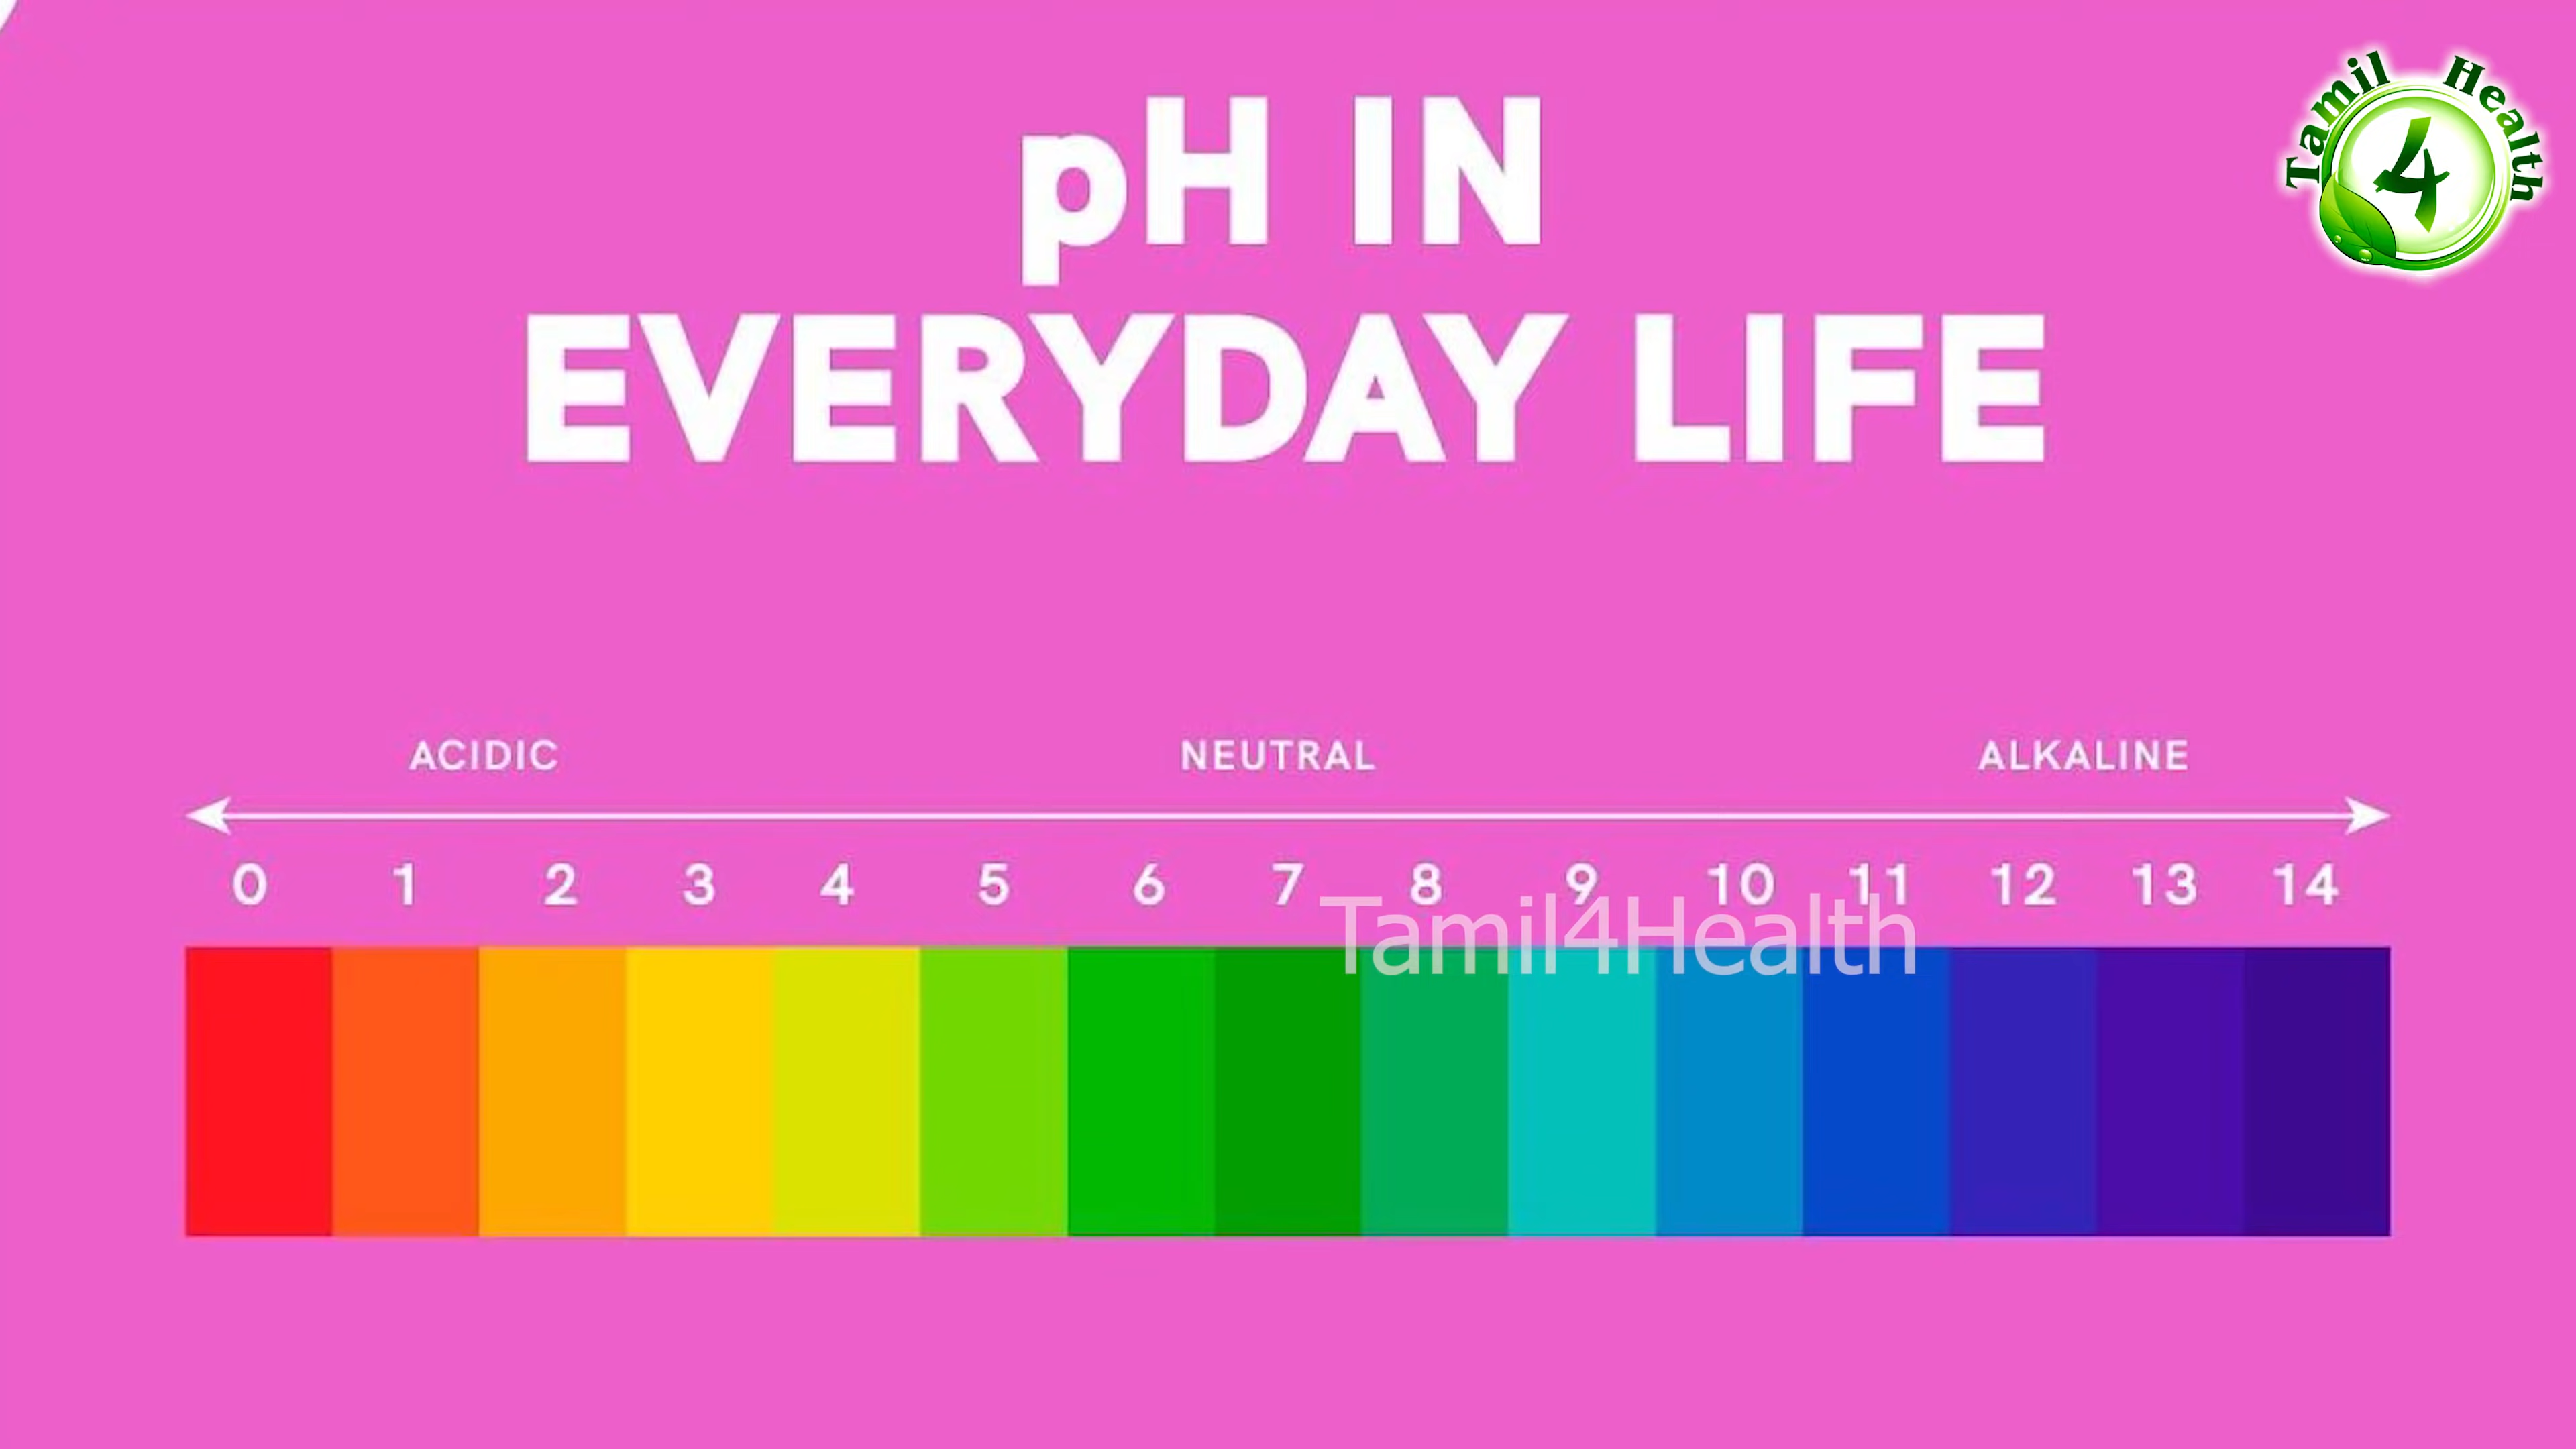 pH IN
EVERYDAY LIFE
Tamil 4 Health
ACIDIC NEUTRAL ALKALINE
0 1 2 3 4 5 6 7 8 9 10 11 12 13 14
Tamil4Health